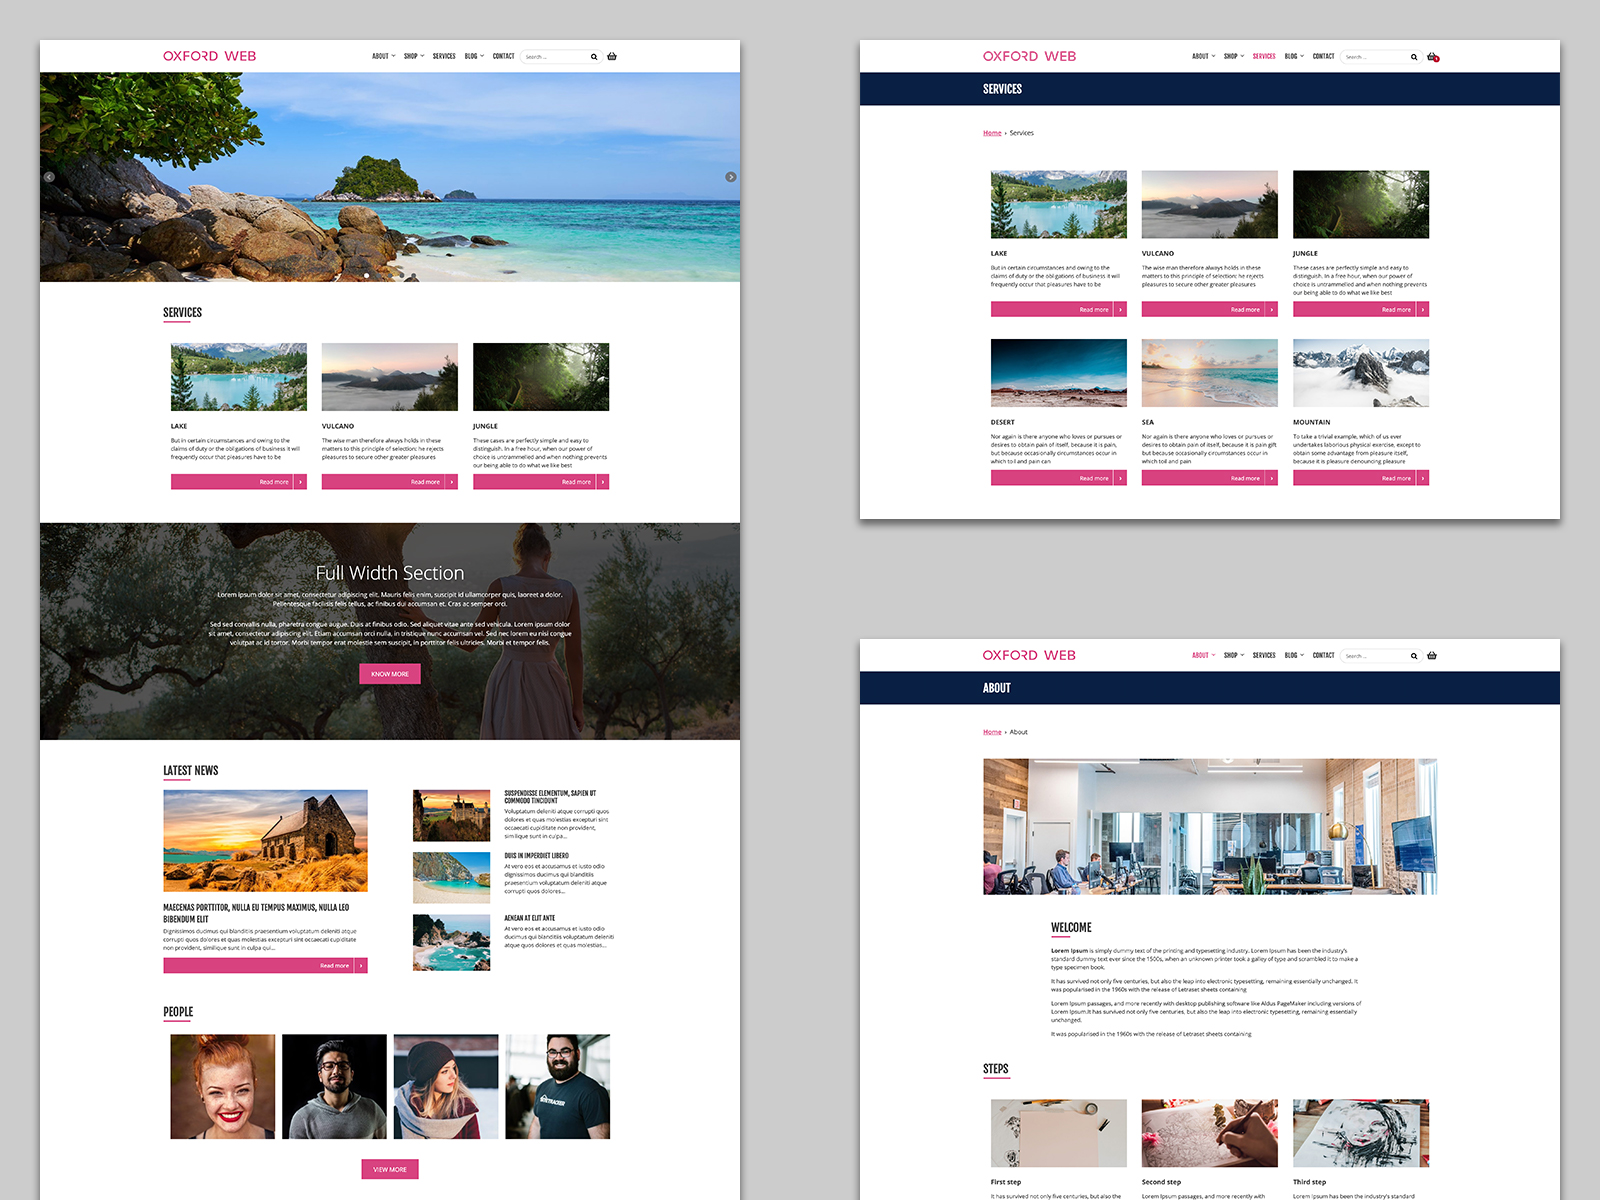 OXFORD WEB
ABOUT SHOP SERVICES BLOG CONTACT Search ...
SERVICES
LAKE
But in certain circumstances and owing to the
claims of duty or the obligations of business it will
frequently occur that pleasures have to be
Read more
VULCANO
The wise man therefore always holds in these
matters to this principle of selection: he rejects
pleasures to secure other greater pleasures
Read more
JUNGLE
These cases are perfectly simple and easy to
distinguish. In a free hour, when our power of
choice is untrammelled and when nothing prevents
our being able to do what we like best
Read more
Full Width Section
Lorem ipsum dolor sit amet, consectetur adipiscing elit. Mauris felis enim, suscipit id ullamcorper quis, laoreet a dolor.
Pellentesque facilisis felis tellus, ac finibus dui accumsan et. Cras ac semper orci.
Sed sed convallis nulla, pharetra congue augue. Duis at finibus odio. Sed aliquet vitae ante sed vehicula. Lorem ipsum dolor
sit amet, consectetur adipiscing elit. Etiam accumsan orci nulla, in tristique nunc accumsan vel. Sed nec lorem eu nisi congue
volutpat ac id tortor. Morbi tempor erat molestie sem suscipit, in porttitor felis ultricies. Morbi et tempor felis.
KNOW MORE
LATEST NEWS
MAECENAS PORTTITOR, NULLA EU TEMPUS MAXIMUS, NULLA LEO
BIBENDUM ELIT
Dignissimos ducimus qui blanditiis praesentium voluptatum deleniti atque
corrupti quos dolores et quas molestias excepturi sint occaecati cupiditate
non provident, similique sunt in culpa qui...
Read more
SUSPENDISSE ELEMENTUM, SAPIEN UT
COMMODO TINCIDUNT
Voluptatum deleniti atque corrupti quos
dolores et quas molestias excepturi sint
occaecati cupiditate non provident,
similique sunt in culpa...
DUIS IN IMPERDIET LIBERO
At vero eos et accusamus et iusto odio
dignissimos ducimus qui blanditiis
praesentium voluptatum deleniti atque
corrupti quos dolores...
AENEAN AT ELIT ANTE
At vero eos et accusamus et iusto odio
ducimus qui blanditiis voluptatum deleniti
atque quos dolores et quas molestias...
PEOPLE
VIEW MORE
OXFORD WEB
ABOUT SHOP SERVICES BLOG CONTACT Search ...
SERVICES
Home › Services
LAKE
But in certain circumstances and owing to the
claims of duty or the obligations of business it will
frequently occur that pleasures have to be
Read more
VULCANO
The wise man therefore always holds in these
matters to this principle of selection: he rejects
pleasures to secure other greater pleasures
Read more
JUNGLE
These cases are perfectly simple and easy to
distinguish. In a free hour, when our power of
choice is untrammelled and when nothing prevents
our being able to do what we like best
Read more
DESERT
Nor again is there anyone who loves or pursues or
desires to obtain pain of itself, because it is pain,
but because occasionally circumstances occur in
which toil and pain can
Read more
SEA
Nor again is there anyone who loves or pursues or
desires to obtain pain of itself, because it is pain gift
but because occasionally circumstances occur in
which toil and pain
Read more
MOUNTAIN
To take a trivial example, which of us ever
undertakes laborious physical exercise, except to
obtain some advantage from pleasure itself,
because it is pleasure denouncing pleasure
Read more
OXFORD WEB
ABOUT SHOP SERVICES BLOG CONTACT Search ...
ABOUT
Home › About
WELCOME
Lorem Ipsum is simply dummy text of the printing and typesetting industry. Lorem Ipsum has been the industry's
standard dummy text ever since the 1500s, when an unknown printer took a galley of type and scrambled it to make a
type specimen book.
It has survived not only five centuries, but also the leap into electronic typesetting, remaining essentially unchanged. It
was popularised in the 1960s with the release of Letraset sheets containing
Lorem Ipsum passages, and more recently with desktop publishing software like Aldus PageMaker including versions of
Lorem Ipsum.It has survived not only five centuries, but also the leap into electronic typesetting, remaining essentially
unchanged.
It was popularised in the 1960s with the release of Letraset sheets containing
STEPS
First step
It has survived not only five centuries, but also the
Second step
Lorem Ipsum passages, and more recently with
Third step
Lorem Ipsum has been the industry's standard